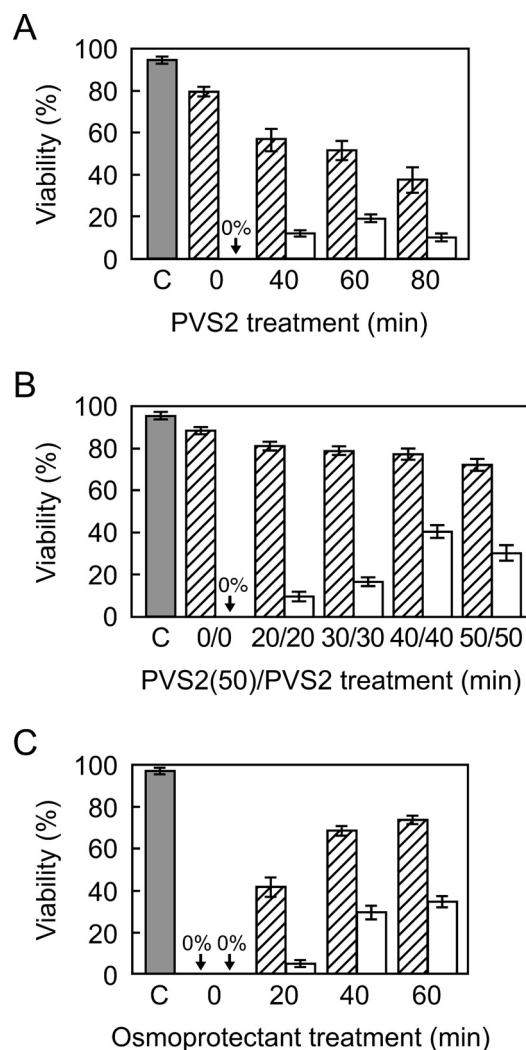 A
100
80
60
40
20
0
Viability (%)
0%
C 0 40 60 80
PVS2 treatment (min)
B
100
80
60
40
20
0
Viability (%)
0%
C 0/0 20/20 30/30 40/40 50/50
PVS2(50)/PVS2 treatment (min)
C
100
80
60
40
20
0
Viability (%)
0% 0%
C 0 20 40 60
Osmoprotectant treatment (min)